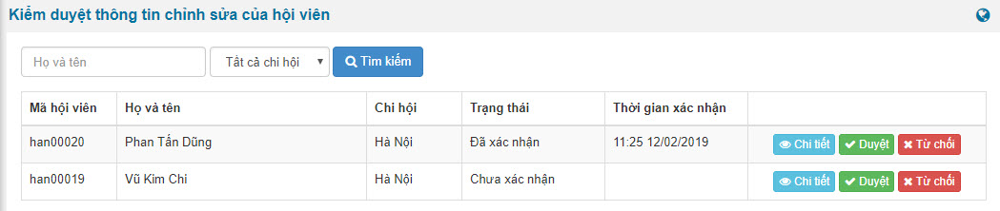 Kiểm duyệt thông tin chỉnh sửa của hội viên
Họ và tên Tất cả chi hội Tìm kiếm
Mã hội viên Họ và tên Chi hội Trạng thái Thời gian xác nhận
han00020 Phan Tấn Dũng Hà Nội Đã xác nhận 11:25 12/02/2019 Chi tiết Duyệt Từ chối
han00019 Vũ Kim Chi Hà Nội Chưa xác nhận Chi tiết Duyệt Từ chối